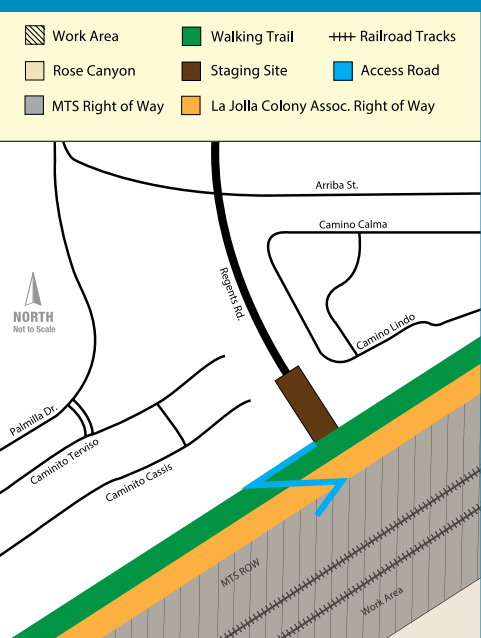 Work Area
Walking Trail
Railroad Tracks
Rose Canyon
Staging Site
Access Road
MTS Right of Way
La Jolla Colony Assoc. Right of Way
Arriba St.
Camino Calma
Regents Rd.
NORTH
Not to Scale
Camino Lindo
Palmilla Dr.
Caminito Terviso
Caminito Cassis
MTS ROW
Work Area